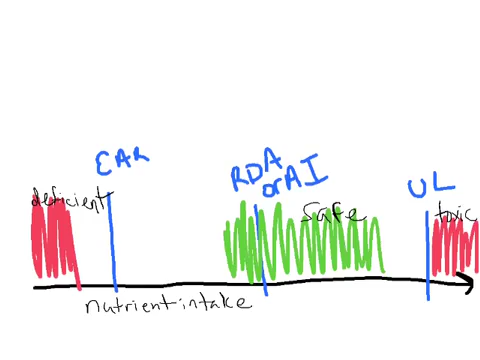 EAR
RDA
or AI
UL
deficient
safe
toxic
nutrient intake